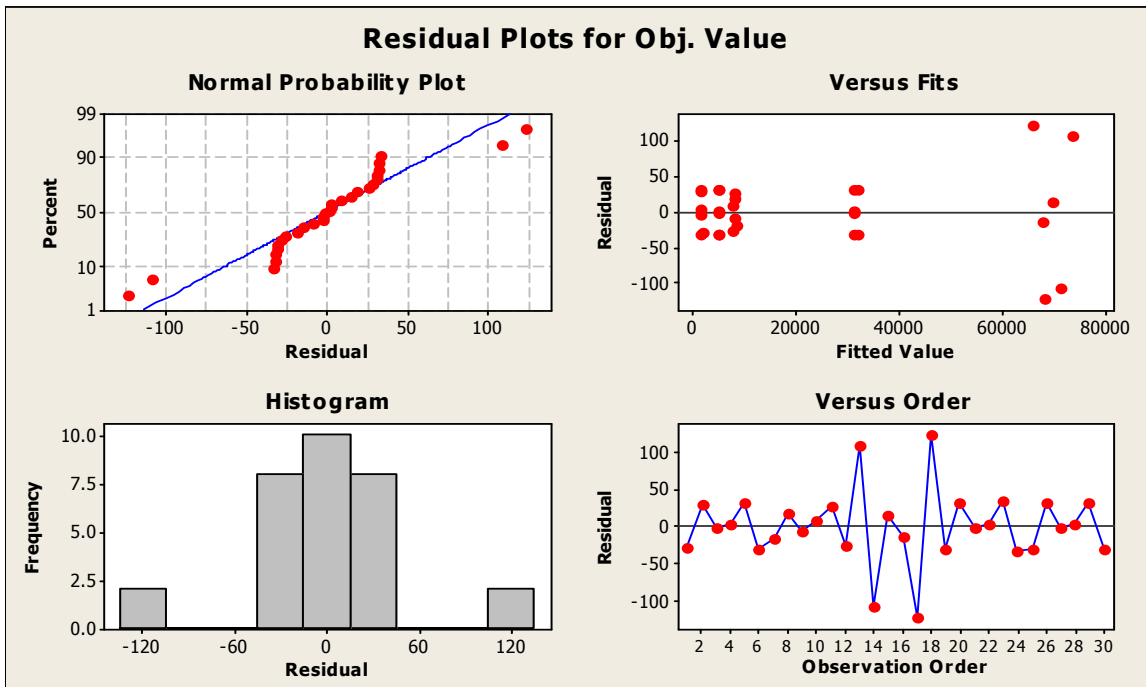 Residual Plots for Obj. Value
Normal Probability Plot
99
90
50
10
1
Percent
-100 -50 0 50 100
Residual
Versus Fits
100
50
0
-50
-100
Residual
0 20000 40000 60000 80000
Fitted Value
Histogram
10.0
7.5
5.0
2.5
0.0
Frequency
-120 -60 0 60 120
Residual
Versus Order
100
50
0
-50
-100
Residual
2 4 6 8 10 12 14 16 18 20 22 24 26 28 30
Observation Order